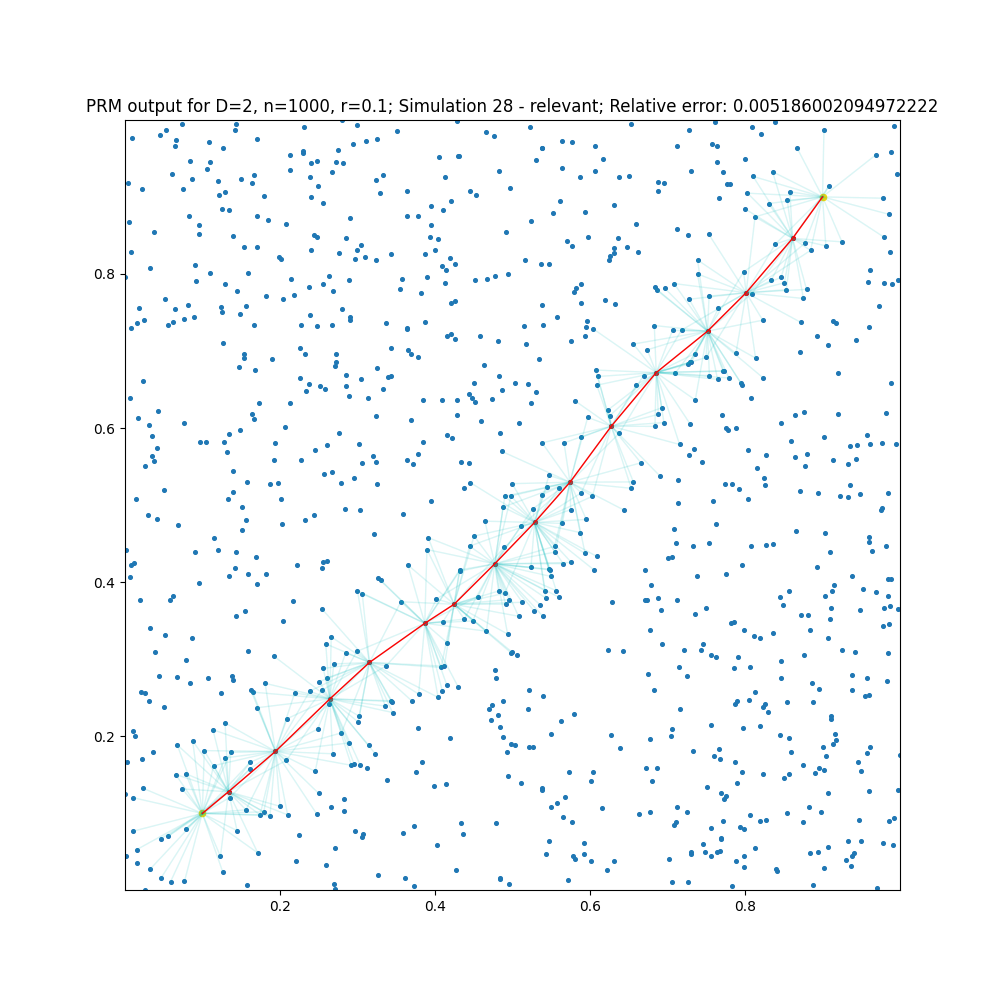 PRM output for D=2, n=1000, r=0.1; Simulation 28 - relevant; Relative error: 0.005186002094972222
0.8
0.6
0.4
0.2
0.2 0.4 0.6 0.8